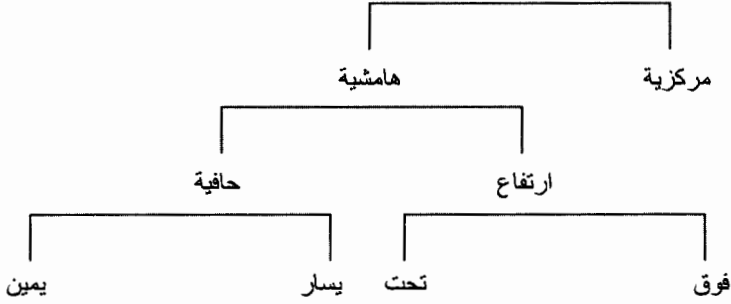 مركزية هامشية
ارتفاع حافية
فوق تحت يسار يمين